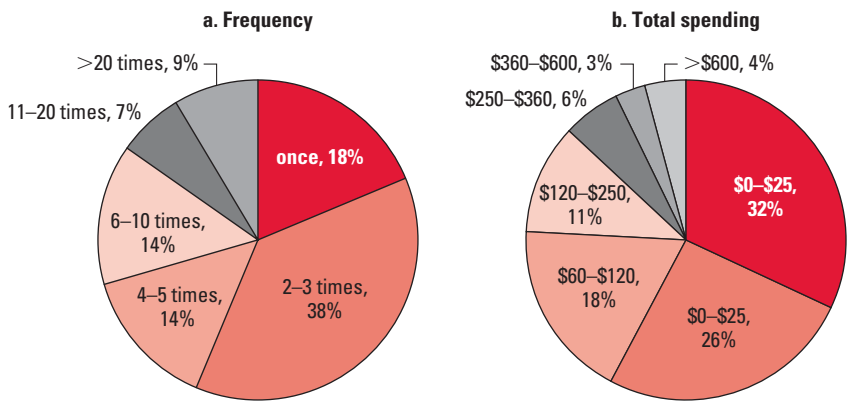 a. Frequency
>20 times, 9%
11–20 times, 7%
once, 18%
6–10 times,
14%
4–5 times,
14%
2–3 times,
38%
b. Total spending
$360–$600, 3%
>$600, 4%
$250–$360, 6%
$0–$25,
32%
$120–$250,
11%
$60–$120,
18%
$0–$25,
26%